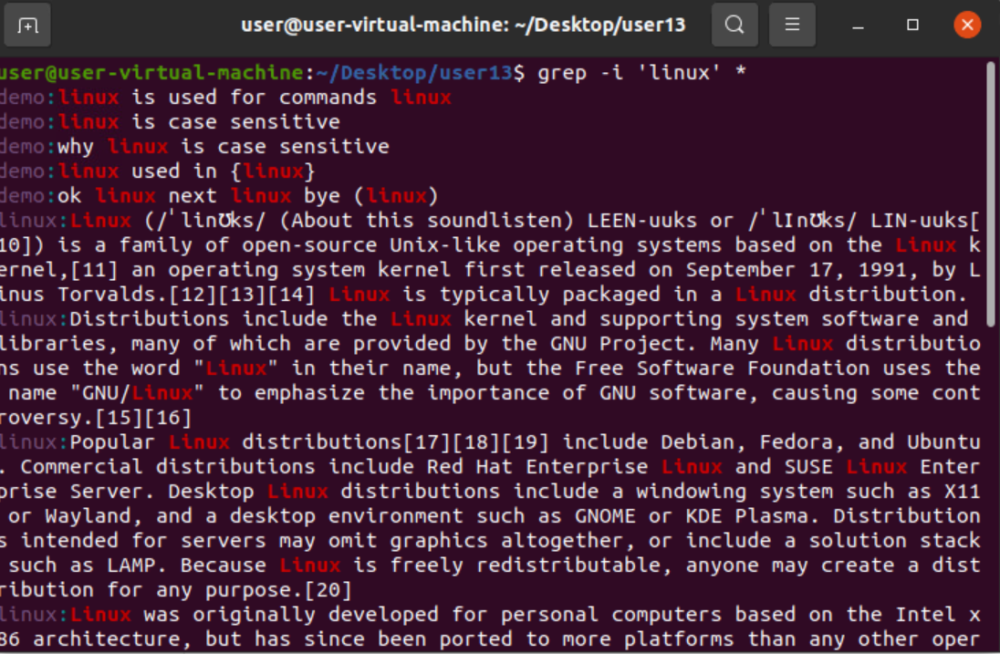 user@user-virtual-machine: ~/Desktop/user13
user@user-virtual-machine:~/Desktop/user13$ grep -i 'linux' *
demo:linux is used for commands linux
demo:linux is case sensitive
demo:why linux is case sensitive
demo:linux used in {linux}
demo:ok linux next linux bye (linux)
linux:Linux (/ˈlinʊks/ (About this soundlisten) LEEN-uuks or /ˈlɪnʊks/ LIN-uuks[
10]) is a family of open-source Unix-like operating systems based on the Linux k
ernel,[11] an operating system kernel first released on September 17, 1991, by L
inus Torvalds.[12][13][14] Linux is typically packaged in a Linux distribution.
linux:Distributions include the Linux kernel and supporting system software and
libraries, many of which are provided by the GNU Project. Many Linux distributio
ns use the word "Linux" in their name, but the Free Software Foundation uses the
name "GNU/Linux" to emphasize the importance of GNU software, causing some cont
roversy.[15][16]
linux:Popular Linux distributions[17][18][19] include Debian, Fedora, and Ubuntu
. Commercial distributions include Red Hat Enterprise Linux and SUSE Linux Enter
prise Server. Desktop Linux distributions include a windowing system such as X11
or Wayland, and a desktop environment such as GNOME or KDE Plasma. Distribution
s intended for servers may omit graphics altogether, or include a solution stack
such as LAMP. Because Linux is freely redistributable, anyone may create a dist
ribution for any purpose.[20]
linux:Linux was originally developed for personal computers based on the Intel x
86 architecture, but has since been ported to more platforms than any other oper